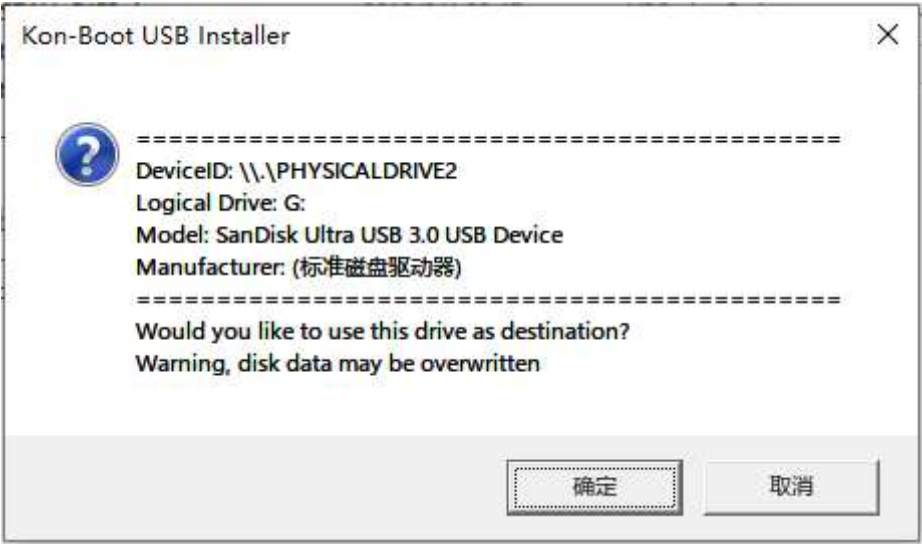 Kon-Boot USB Installer
==============================================
DeviceID: \\.\PHYSICALDRIVE2
Logical Drive: G:
Model: SanDisk Ultra USB 3.0 USB Device
Manufacturer: (标准磁盘驱动器)
==============================================
Would you like to use this drive as destination?
Warning, disk data may be overwritten
确定
取消